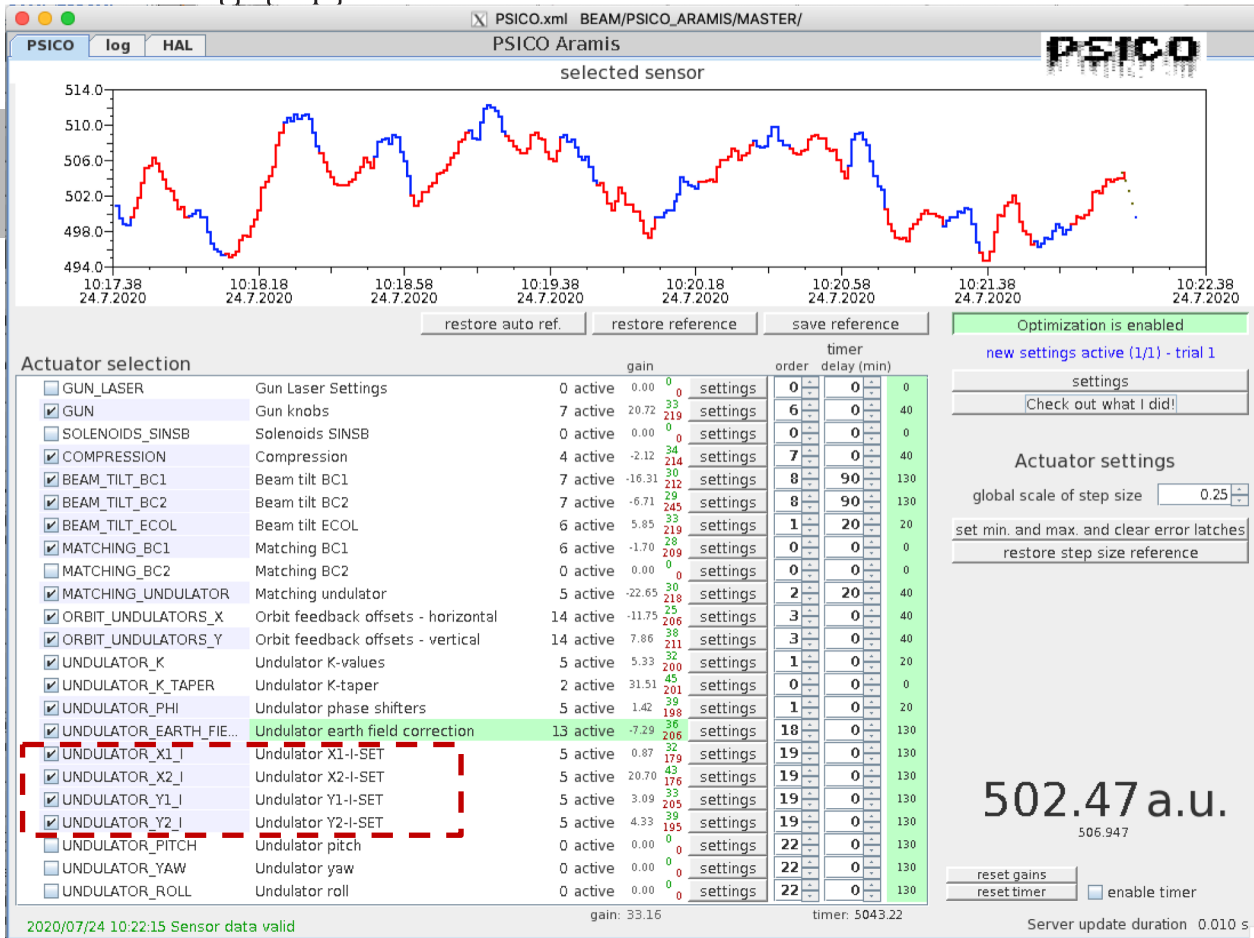 PSICO.xml BEAM/PSICO_ARAMIS/MASTER/
PSICO log HAL PSICO Aramis PSICO
selected sensor
514.0
510.0
506.0
502.0
498.0
494.0
10:17.38 10:18.18 10:18.58 10:19.38 10:20.18 10:20.58 10:21.38 10:22.38
24.7.2020 24.7.2020 24.7.2020 24.7.2020 24.7.2020 24.7.2020 24.7.2020 24.7.2020
restore auto ref. restore reference save reference Optimization is enabled
new settings active (1/1) - trial 1
settings
Check out what I did!
Actuator selection gain order timer delay (min)
GUN_LASER Gun Laser Settings 0 active 0.00 0 0 settings 0 0 0
GUN Gun knobs 7 active 20.72 33 219 settings 6 0 40
SOLENOIDS_SINSB Solenoids SINSB 0 active 0.00 0 0 settings 0 0 0
COMPRESSION Compression 4 active -2.12 34 214 settings 7 0 40
BEAM_TILT_BC1 Beam tilt BC1 7 active -16.31 30 212 settings 8 90 130
BEAM_TILT_BC2 Beam tilt BC2 7 active -6.71 29 245 settings 8 90 130
BEAM_TILT_ECOL Beam tilt ECOL 6 active 5.85 33 219 settings 1 20 20
MATCHING_BC1 Matching BC1 6 active -1.70 28 209 settings 0 0 0
MATCHING_BC2 Matching BC2 0 active 0.00 0 0 settings 0 0 0
MATCHING_UNDULATOR Matching undulator 5 active -22.65 30 218 settings 2 20 40
ORBIT_UNDULATORS_X Orbit feedback offsets - horizontal 14 active -11.75 25 206 settings 3 0 40
ORBIT_UNDULATORS_Y Orbit feedback offsets - vertical 14 active 7.86 38 211 settings 3 0 40
UNDULATOR_K Undulator K-values 5 active 5.33 32 200 settings 1 0 20
UNDULATOR_K_TAPER Undulator K-taper 2 active 31.51 45 201 settings 0 0 0
UNDULATOR_PHI Undulator phase shifters 5 active 1.42 39 198 settings 1 0 20
UNDULATOR_EARTH_FIE... Undulator earth field correction 13 active -7.29 36 206 settings 18 0 130
UNDULATOR_X1_I Undulator X1-I-SET 5 active 0.87 32 179 settings 19 0 130
UNDULATOR_X2_I Undulator X2-I-SET 5 active 20.70 43 176 settings 19 0 130
UNDULATOR_Y1_I Undulator Y1-I-SET 5 active 3.09 33 205 settings 19 0 130
UNDULATOR_Y2_I Undulator Y2-I-SET 5 active 4.33 39 195 settings 19 0 130
UNDULATOR_PITCH Undulator pitch 0 active 0.00 0 0 settings 22 0 130
UNDULATOR_YAW Undulator yaw 0 active 0.00 0 0 settings 22 0 130
UNDULATOR_ROLL Undulator roll 0 active 0.00 0 0 settings 22 0 130
gain: 33.16 timer: 5043.22
2020/07/24 10:22:15 Sensor data valid
Actuator settings
global scale of step size 0.25
set min. and max. and clear error latches
restore step size reference
502.47 a.u.
506.947
reset gains
reset timer enable timer
Server update duration 0.010 s